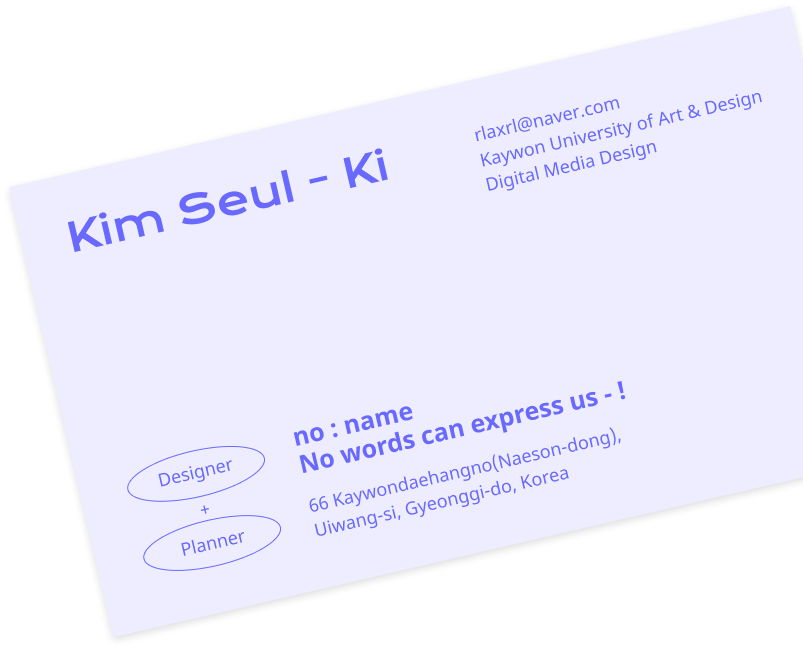 Kim Seul - Ki
rlaxrl@naver.com
Kaywon University of Art & Design
Digital Media Design
Designer
+
Planner
no : name
No words can express us - !
66 Kaywondaehangno(Naeson-dong),
Uiwang-si, Gyeonggi-do, Korea